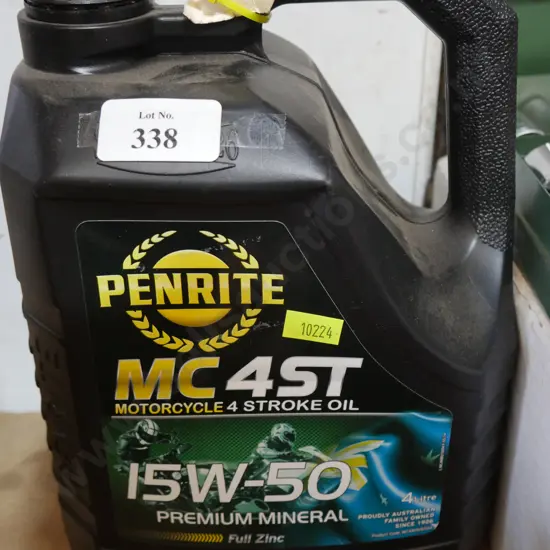 Lot No.
338
PENRITE
10224
MC 4ST
MOTORCYCLE 4 STROKE OIL
15W-50
4 Litre
PREMIUM MINERAL
PROUDLY AUSTRALIAN
FAMILY OWNED
SINCE 1926
Full Zinc